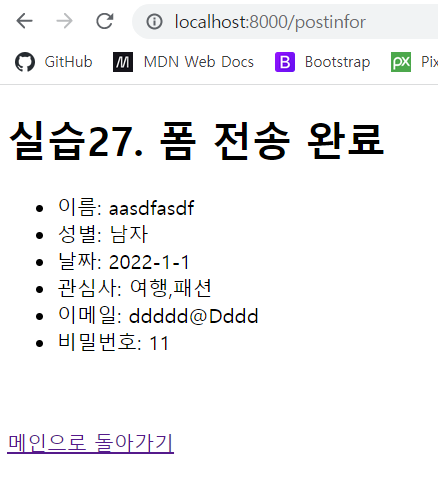 localhost:8000/postinfor
GitHub MDN Web Docs Bootstrap Pix
실습27. 폼 전송 완료
이름: aasdfasdf
성별: 남자
날짜: 2022-1-1
관심사: 여행,패션
이메일: ddddd@Dddd
비밀번호: 11
메인으로 돌아가기